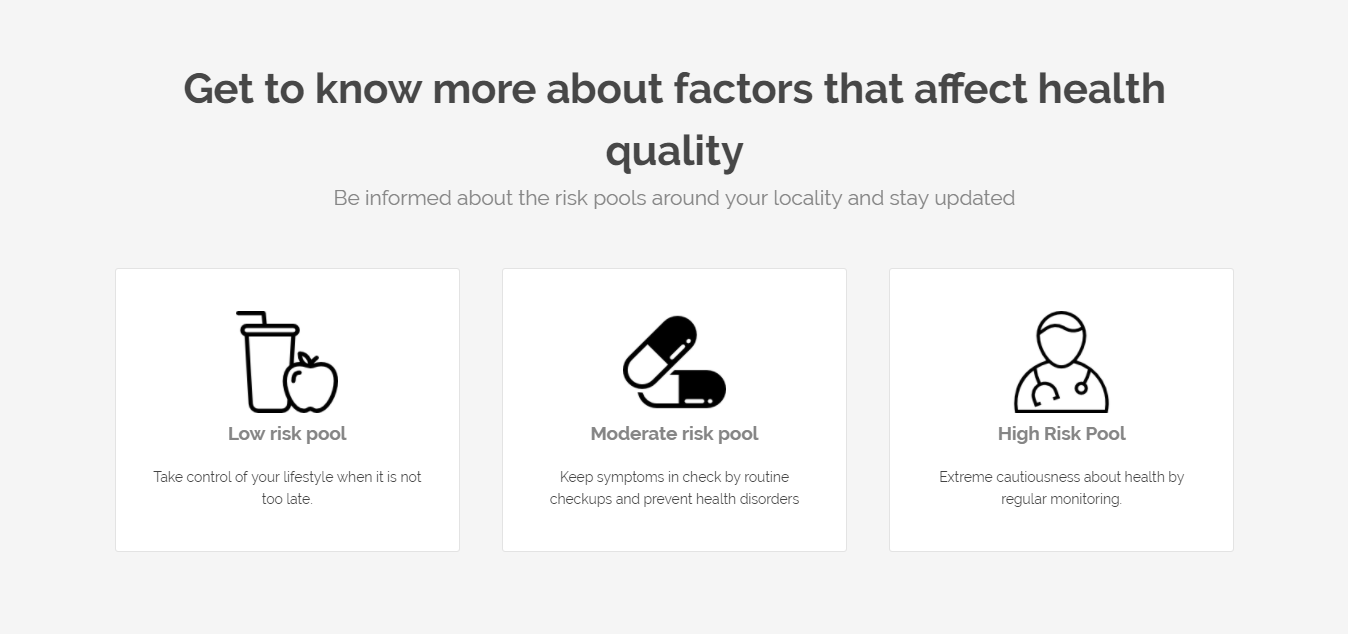 Get to know more about factors that affect health
quality
Be informed about the risk pools around your locality and stay updated
Low risk pool
Take control of your lifestyle when it is not
too late.
Moderate risk pool
Keep symptoms in check by routine
checkups and prevent health disorders
High Risk Pool
Extreme cautiousness about health by
regular monitoring.